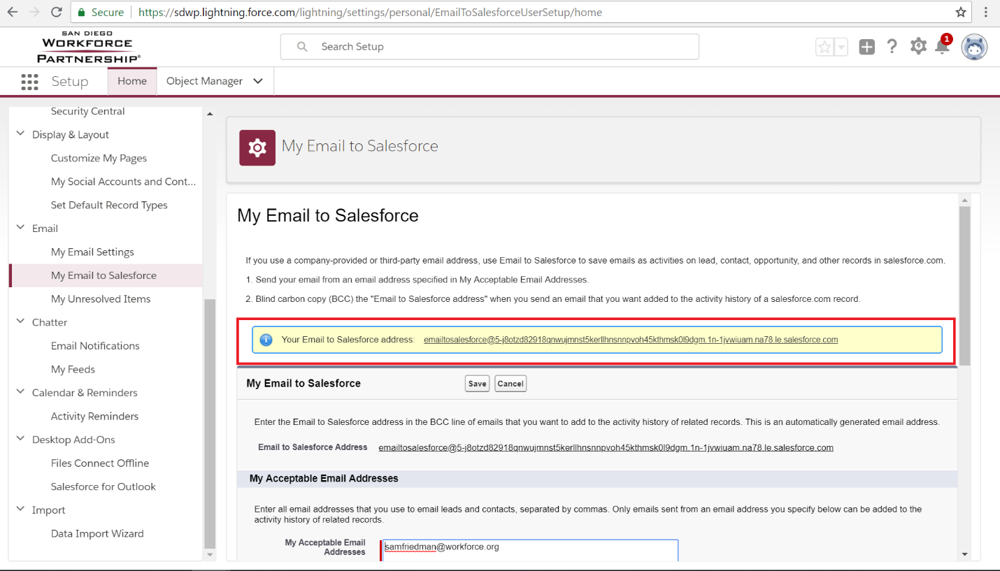 Secure https://sdwp.lightning.force.com/lightning/settings/personal/EmailToSalesforceUserSetup/home
SAN DIEGO
WORKFORCE
PARTNERSHIP®
Search Setup
1
Setup
Home
Object Manager
Security Central
Display & Layout
Customize My Pages
My Social Accounts and Cont...
Set Default Record Types
Email
My Email Settings
My Email to Salesforce
My Unresolved Items
Chatter
Email Notifications
My Feeds
Calendar & Reminders
Activity Reminders
Desktop Add-Ons
Files Connect Offline
Salesforce for Outlook
Import
Data Import Wizard
My Email to Salesforce
My Email to Salesforce
If you use a company-provided or third-party email address, use Email to Salesforce to save emails as activities on lead, contact, opportunity, and other records in salesforce.com.
1. Send your email from an email address specified in My Acceptable Email Addresses.
2. Blind carbon copy (BCC) the "Email to Salesforce address" when you send an email that you want added to the activity history of a salesforce.com record.
Your Email to Salesforce address: emailtosalesforce@5-j8otzd82918qnwujmnst5kerllhnsnnpvoh45kthmsk0l9dgm.1n-1jvwiuam.na78.le.salesforce.com
My Email to Salesforce
Save
Cancel
Enter the Email to Salesforce address in the BCC line of emails that you want to add to the activity history of related records. This is an automatically generated email address.
Email to Salesforce Address emailtosalesforce@5-j8otzd82918qnwujmnst5kerllhnsnnpvoh45kthmsk0l9dgm.1n-1jvwiuam.na78.le.salesforce.com
My Acceptable Email Addresses
Enter all email addresses that you use to email leads and contacts, separated by commas. Only emails sent from an email address you specify below can be added to the
activity history of related records.
My Acceptable Email
Addresses
samfriedman@workforce.org